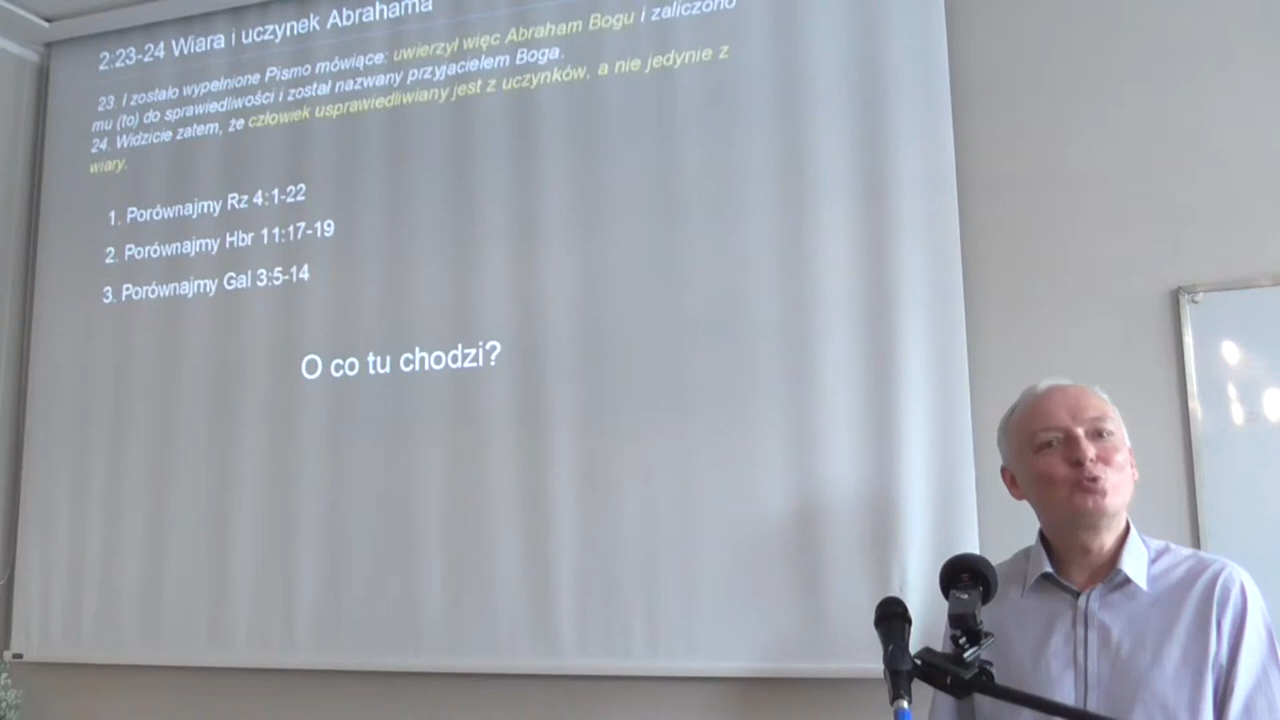 2:23-24 Wiara i uczynek Abrahama
23. I zostało wypełnione Pismo mówiące: uwierzył więc Abraham Bogu i zaliczono
mu (to) do sprawiedliwości i został nazwany przyjacielem Boga.
24. Widzicie zatem, że człowiek usprawiedliwiany jest z uczynków, a nie jedynie z
wiary.
1. Porównajmy Rz 4:1-22
2. Porównajmy Hbr 11:17-19
3. Porównajmy Gal 3:5-14
O co tu chodzi?